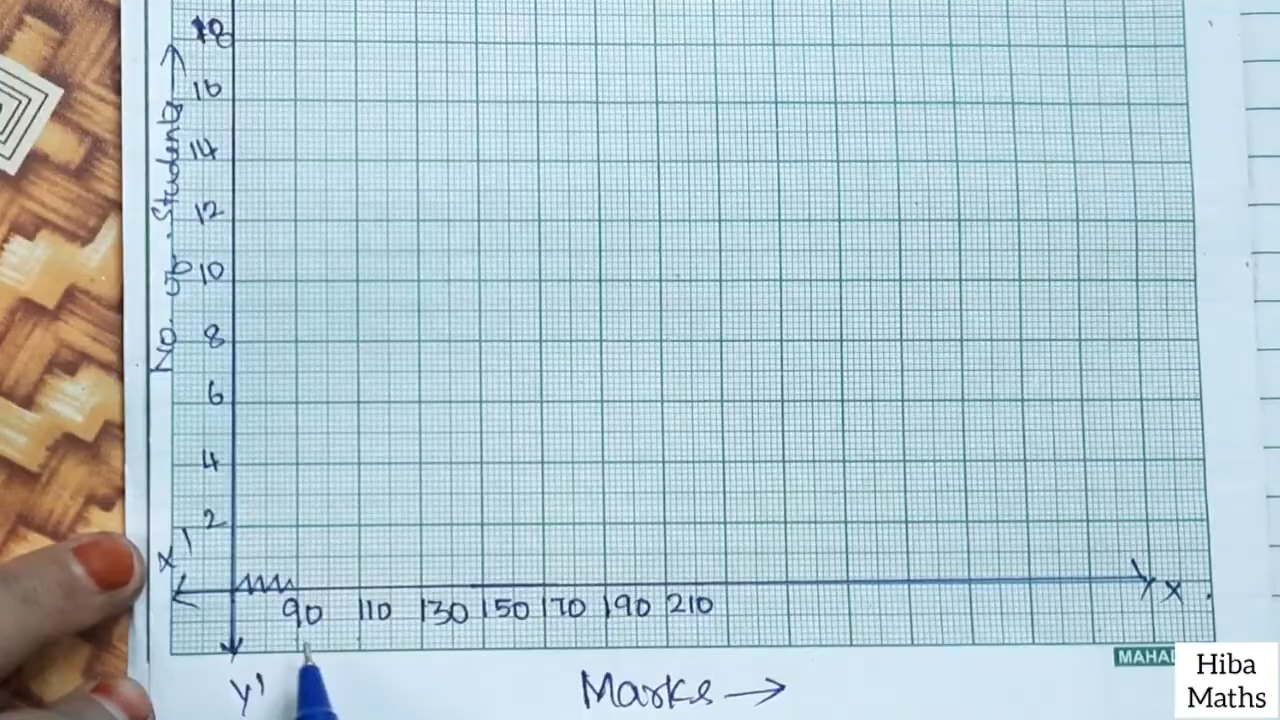 18
16
14
12
10
8
6
4
2
No. of Students →
X'
90 110 130 150 170 190 210
X
Y'
Marks →
Hiba
Maths